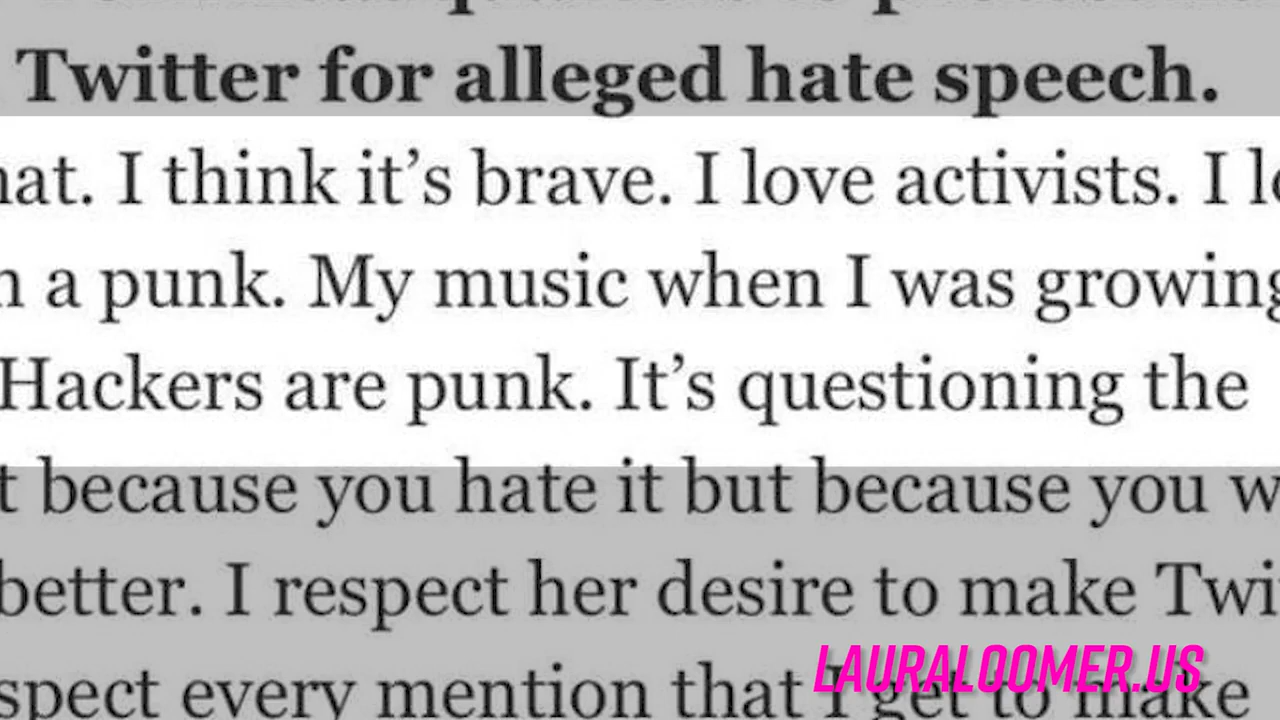 Twitter for alleged hate speech.
hat. I think it’s brave. I love activists. I lo
a punk. My music when I was growing
Hackers are punk. It’s questioning the
t because you hate it but because you w
better. I respect her desire to make Twi
spect every mention that I get to make
LAURALOOMER.US